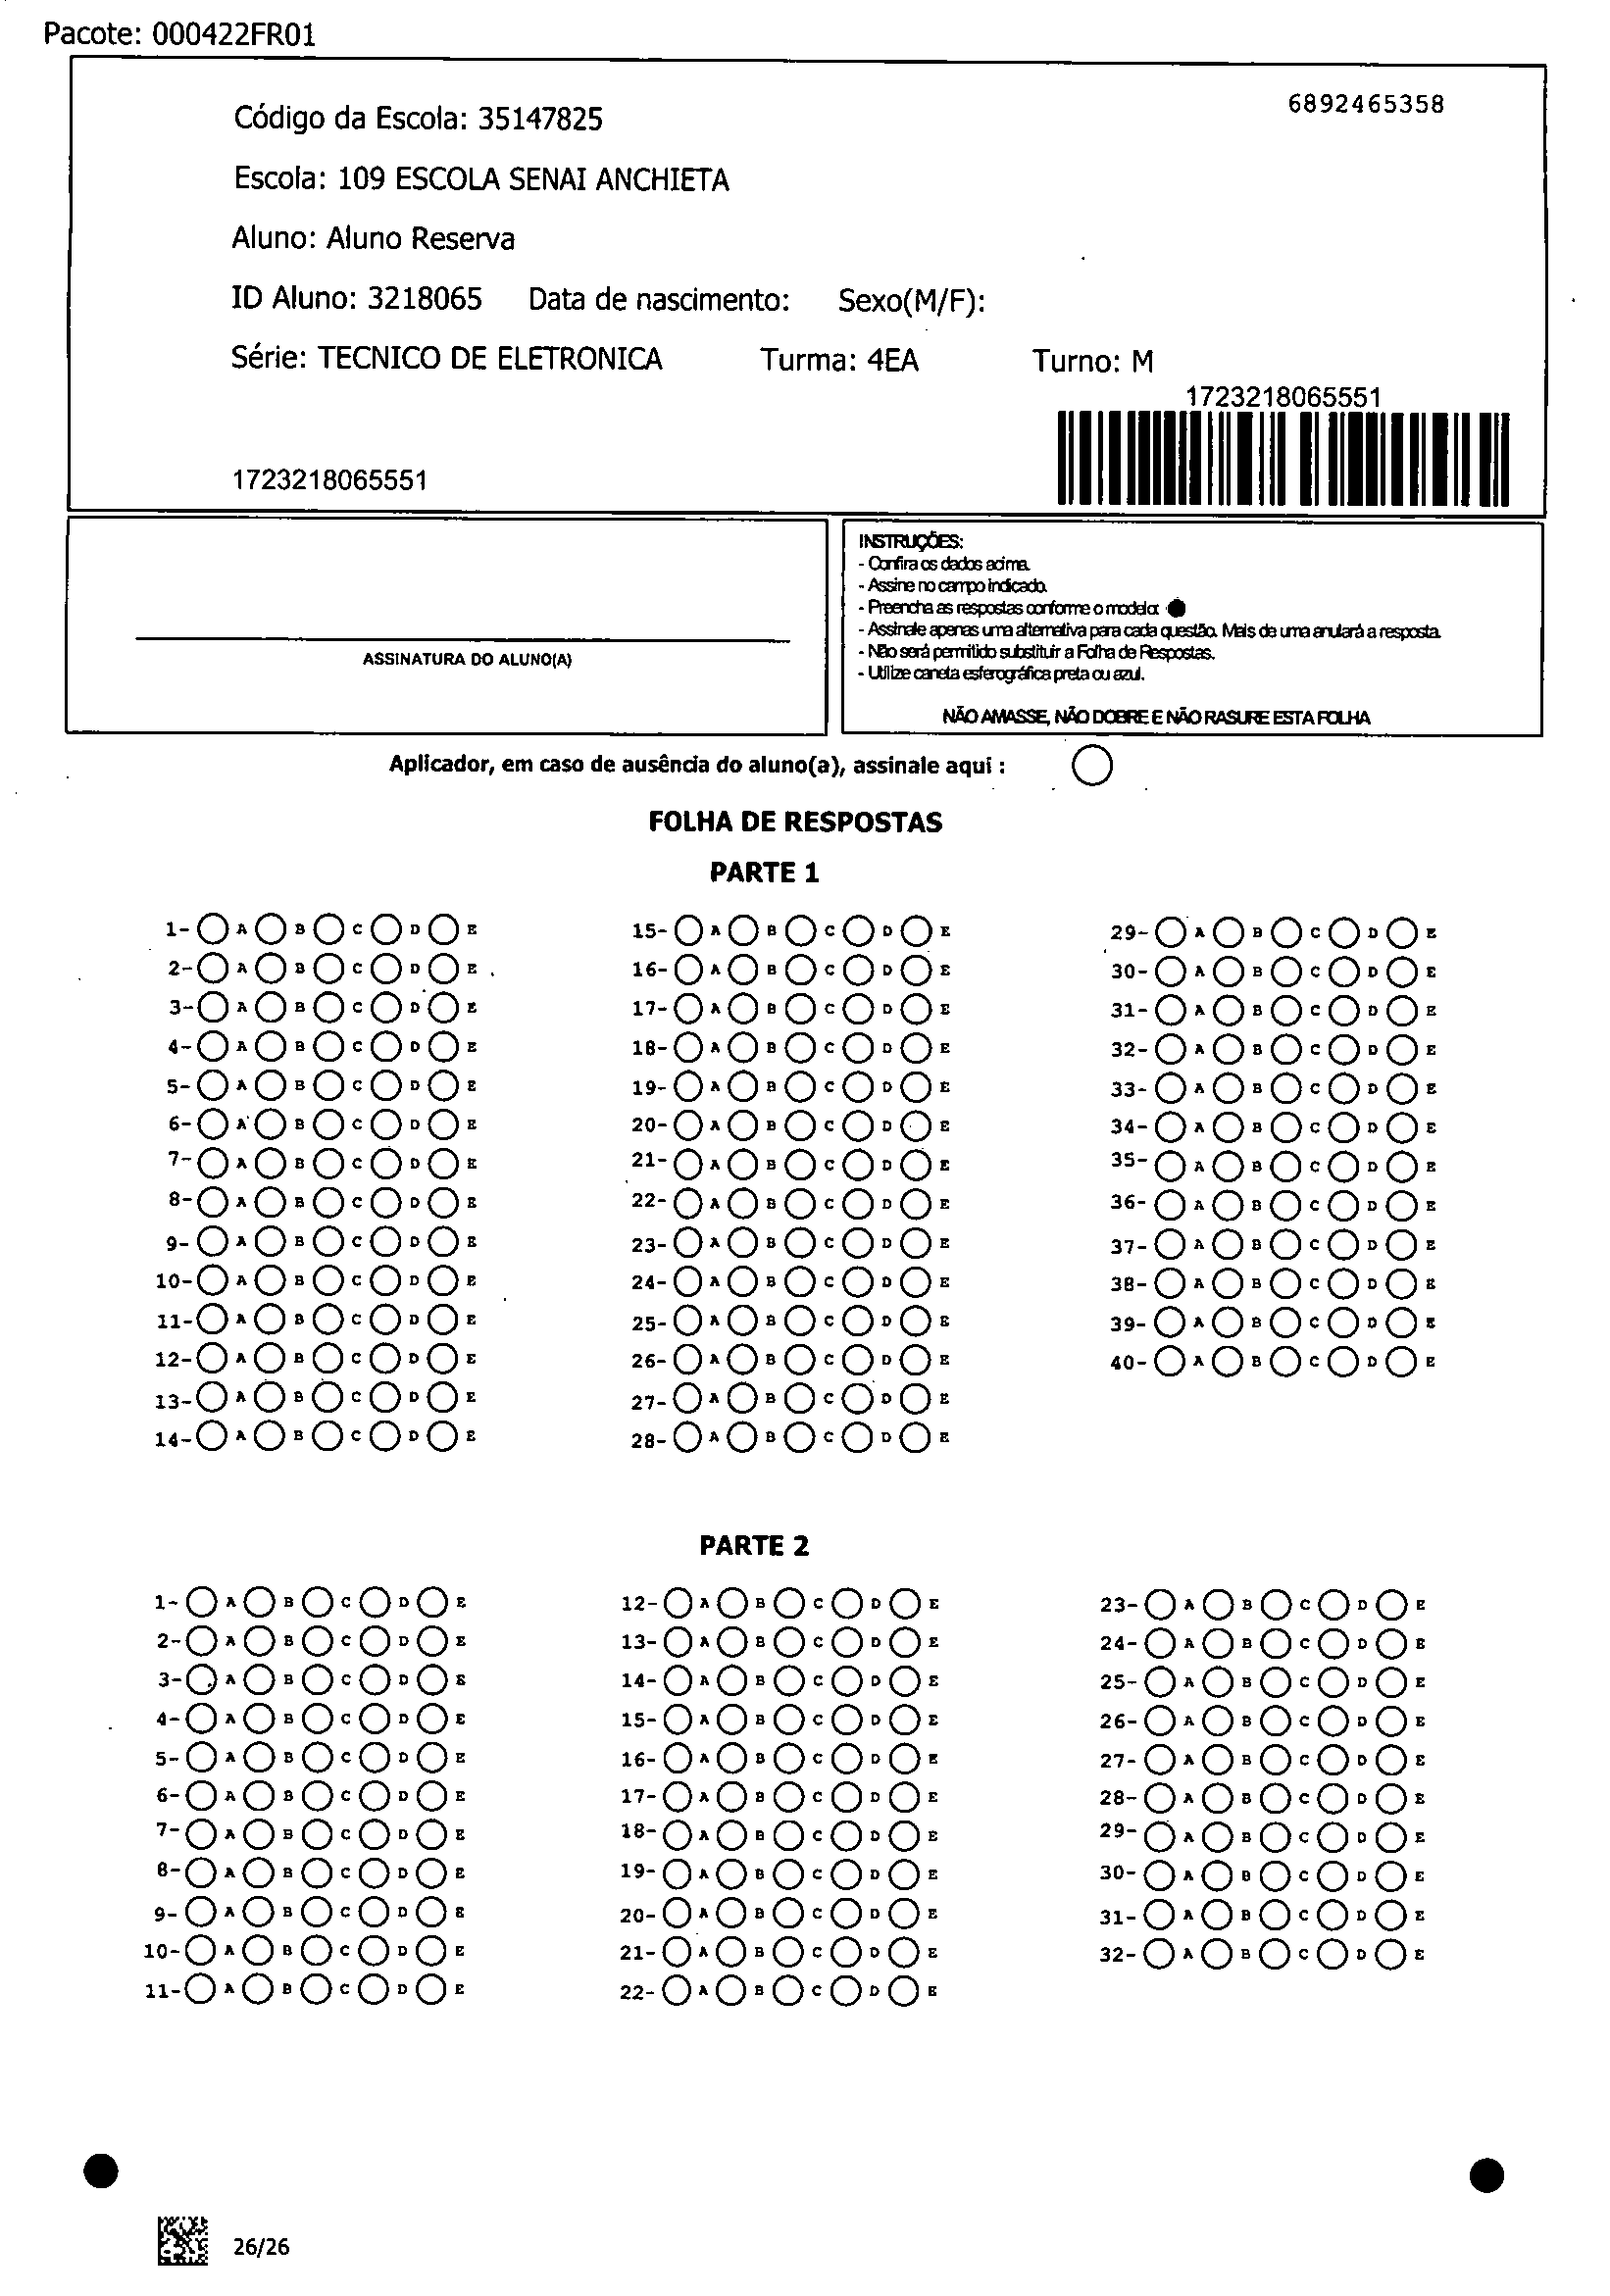 Pacote: 000422FR01
6892465358
Código da Escola: 35147825
Escola: 109 ESCOLA SENAI ANCHIETA
Aluno: Aluno Reserva
ID Aluno: 3218065 Data de nascimento: Sexo(M/F):
Série: TECNICO DE ELETRONICA Turma: 4EA Turno: M
1723218065551
1723218065551
ASSINATURA DO ALUNO(A)
INSTRUÇÕES:
- Confira os dados acima.
- Assine no campo indicado.
- Preencha as respostas conforme o modelo:
- Assinale apenas uma alternativa para cada questão. Mais de uma anulará a resposta.
- Não será permitido substituir a Folha de Respostas.
- Utilize caneta esferográfica preta ou azul.
NÃO AMASSE, NÃO DOBRE E NÃO RASURE ESTA FOLHA
Aplicador, em caso de ausência do aluno(a), assinale aqui :
FOLHA DE RESPOSTAS
PARTE 1
1- A B C D E
2- A B C D E
3- A B C D E
4- A B C D E
5- A B C D E
6- A B C D E
7- A B C D E
8- A B C D E
9- A B C D E
10- A B C D E
11- A B C D E
12- A B C D E
13- A B C D E
14- A B C D E
15- A B C D E
16- A B C D E
17- A B C D E
18- A B C D E
19- A B C D E
20- A B C D E
21- A B C D E
22- A B C D E
23- A B C D E
24- A B C D E
25- A B C D E
26- A B C D E
27- A B C D E
28- A B C D E
29- A B C D E
30- A B C D E
31- A B C D E
32- A B C D E
33- A B C D E
34- A B C D E
35- A B C D E
36- A B C D E
37- A B C D E
38- A B C D E
39- A B C D E
40- A B C D E
PARTE 2
1- A B C D E
2- A B C D E
3- A B C D E
4- A B C D E
5- A B C D E
6- A B C D E
7- A B C D E
8- A B C D E
9- A B C D E
10- A B C D E
11- A B C D E
12- A B C D E
13- A B C D E
14- A B C D E
15- A B C D E
16- A B C D E
17- A B C D E
18- A B C D E
19- A B C D E
20- A B C D E
21- A B C D E
22- A B C D E
23- A B C D E
24- A B C D E
25- A B C D E
26- A B C D E
27- A B C D E
28- A B C D E
29- A B C D E
30- A B C D E
31- A B C D E
32- A B C D E
26/26